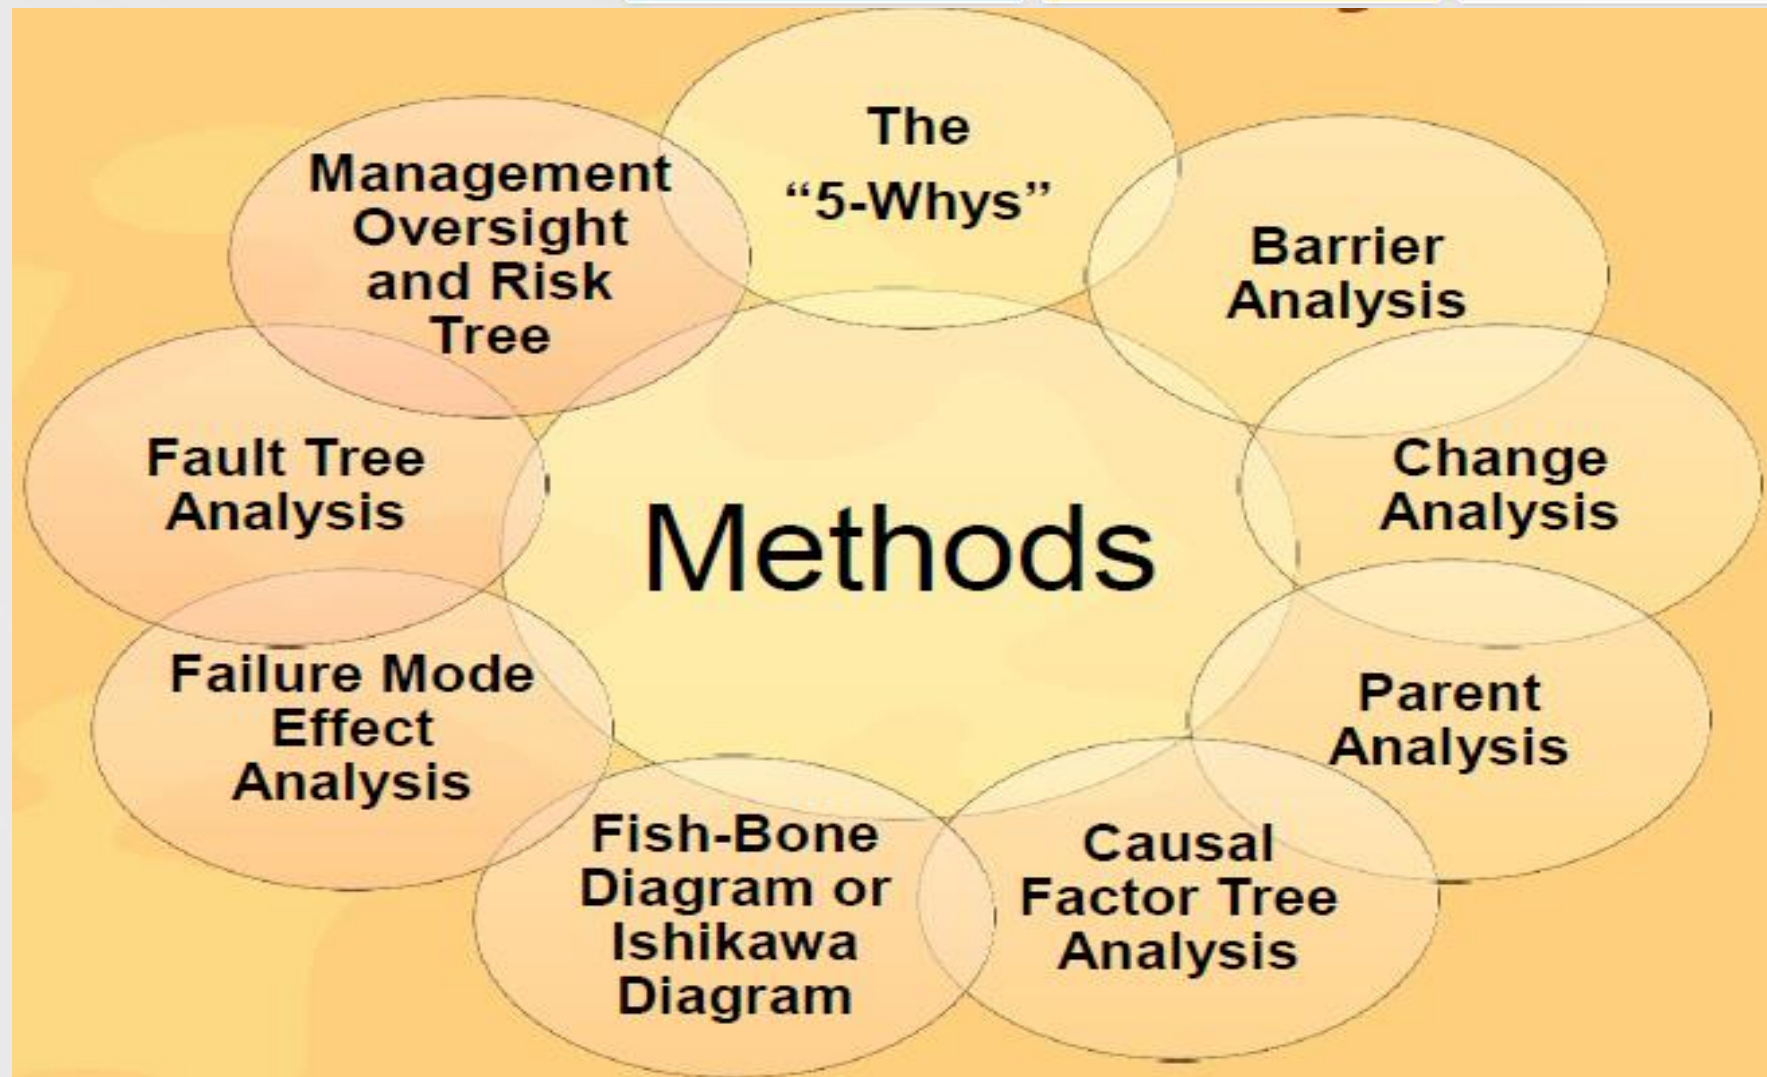 The
“5-Whys”
Barrier
Analysis
Change
Analysis
Parent
Analysis
Causal
Factor Tree
Analysis
Fish-Bone
Diagram or
Ishikawa
Diagram
Failure Mode
Effect
Analysis
Fault Tree
Analysis
Management
Oversight
and Risk
Tree
Methods